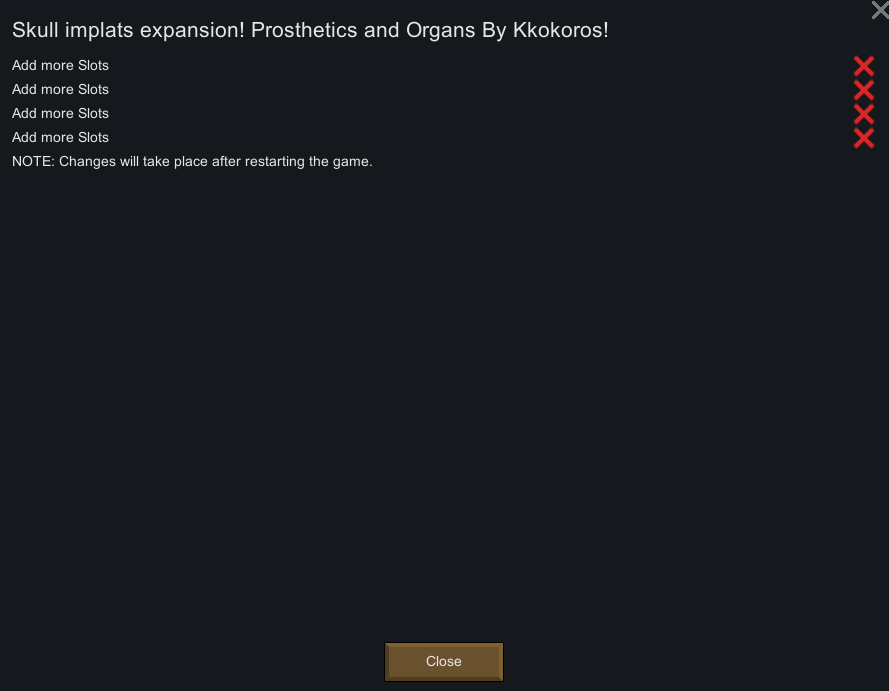 Skull implats expansion! Prosthetics and Organs By Kkokoros!
Add more Slots
Add more Slots
Add more Slots
Add more Slots
NOTE: Changes will take place after restarting the game.
Close